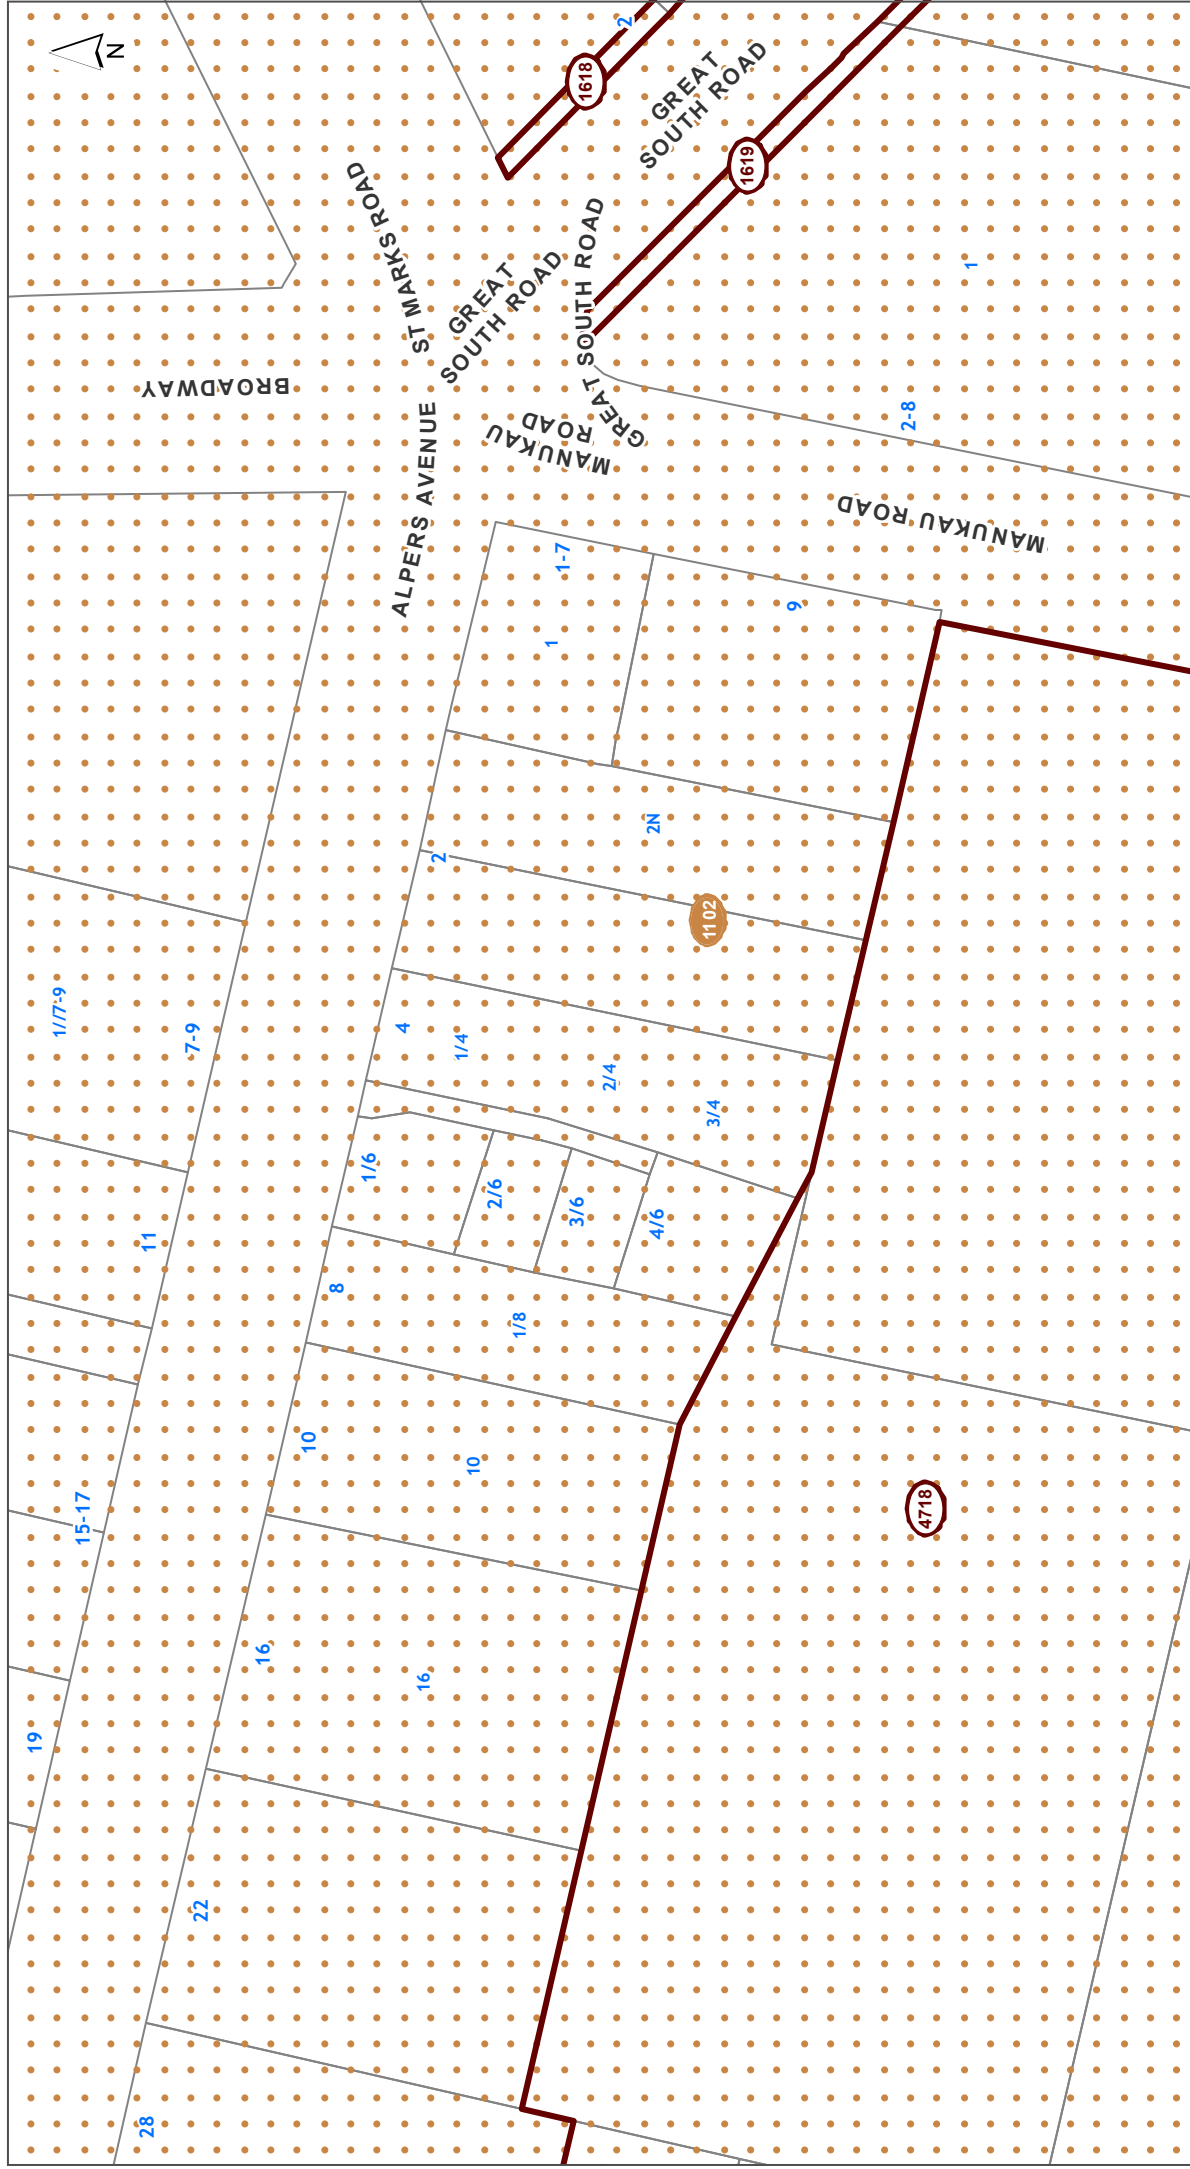 N
2
1618
GREAT
SOUTH ROAD
1619
1
ST MARKS ROAD
GREAT
SOUTH ROAD
GREAT SOUTH ROAD
BROADWAY
2-8
MANUKAU
ROAD
ALPERS AVENUE
MANUKAU ROAD
1-7
1
9
2N
2
1102
1//7-9
7-9
4
1/4
2/4
3/4
1/6
2/6
3/6
4/6
11
8
1/8
10
10
4718
15-17
16
16
19
22
28